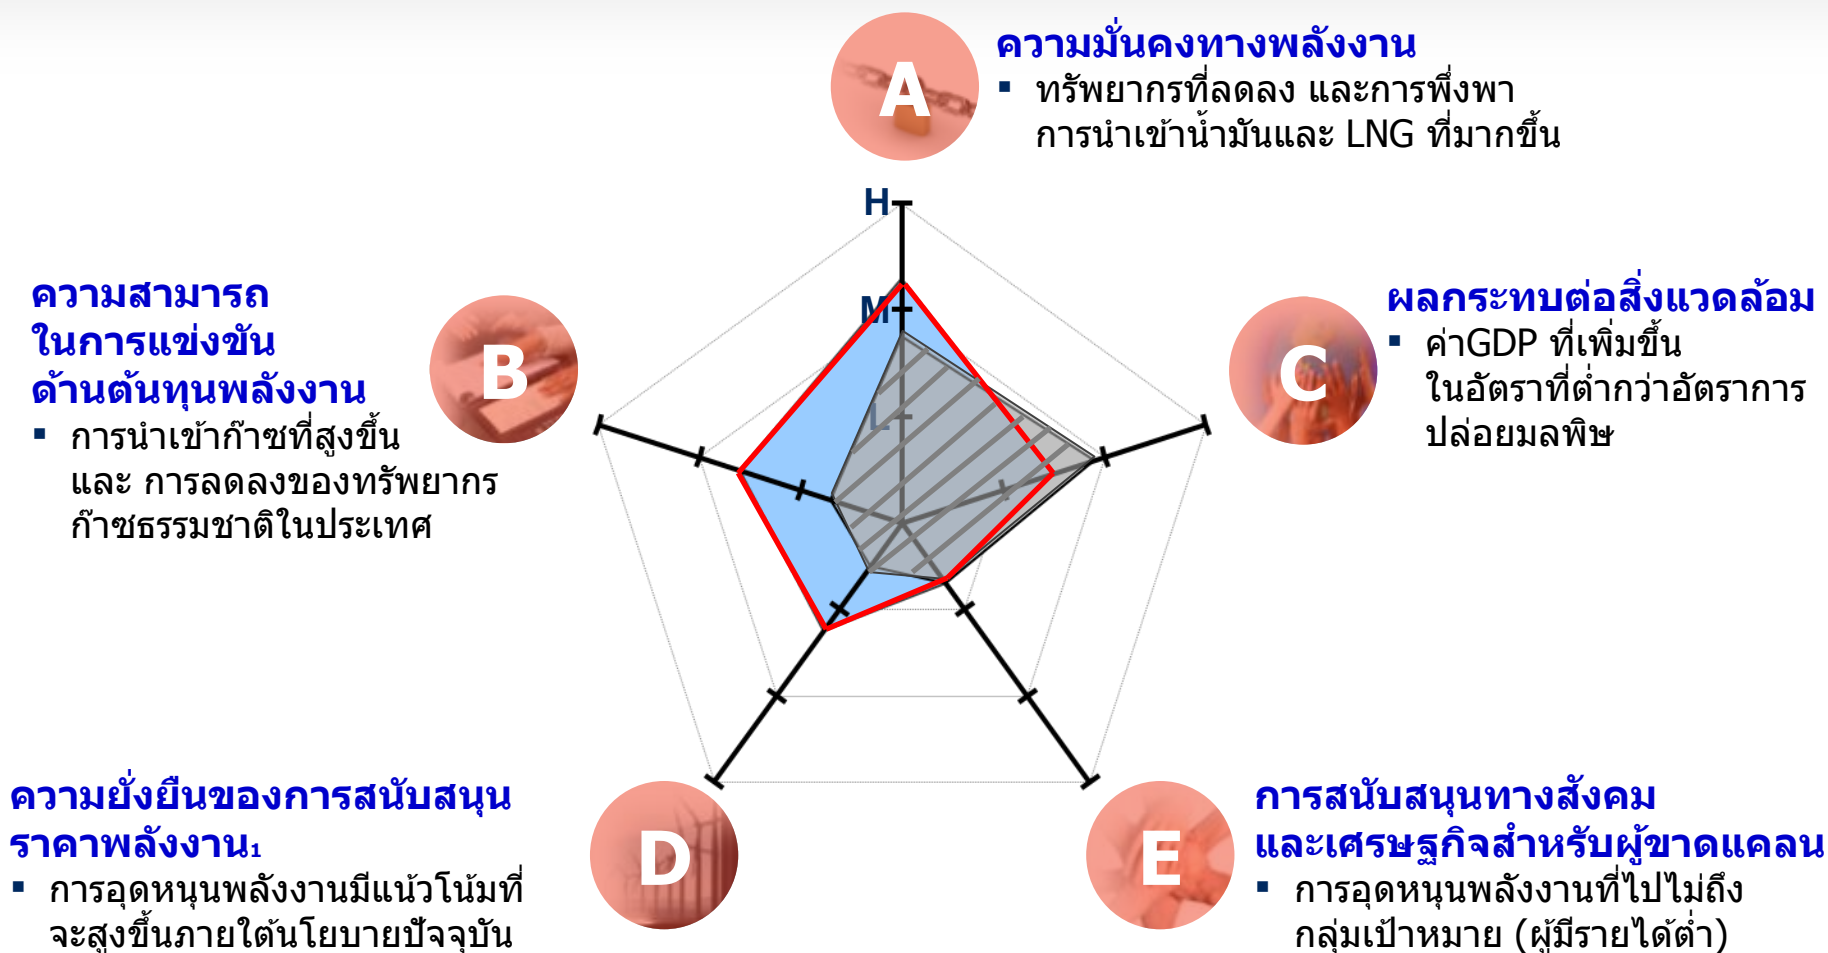 A
ความมั่นคงทางพลังงาน
▪ ทรัพยากรที่ลดลง และการพึ่งพา
การนำเข้าน้ำมันและ LNG ที่มากขึ้น
H
M
L
B
ความสามารถ
ในการแข่งขัน
ด้านต้นทุนพลังงาน
▪ การนำเข้าก๊าซที่สูงขึ้น
และ การลดลงของทรัพยากร
ก๊าซธรรมชาติในประเทศ
C
ผลกระทบต่อสิ่งแวดล้อม
▪ ค่าGDP ที่เพิ่มขึ้น
ในอัตราที่ต่ำกว่าอัตราการ
ปล่อยมลพิษ
D
ความยั่งยืนของการสนับสนุน
ราคาพลังงาน₁
▪ การอุดหนุนพลังงานมีแน้วโน้มที่
จะสูงขึ้นภายใต้นโยบายปัจจุบัน
E
การสนับสนุนทางสังคม
และเศรษฐกิจสำหรับผู้ขาดแคลน
▪ การอุดหนุนพลังงานที่ไปไม่ถึง
กลุ่มเป้าหมาย (ผู้มีรายได้ต่ำ)